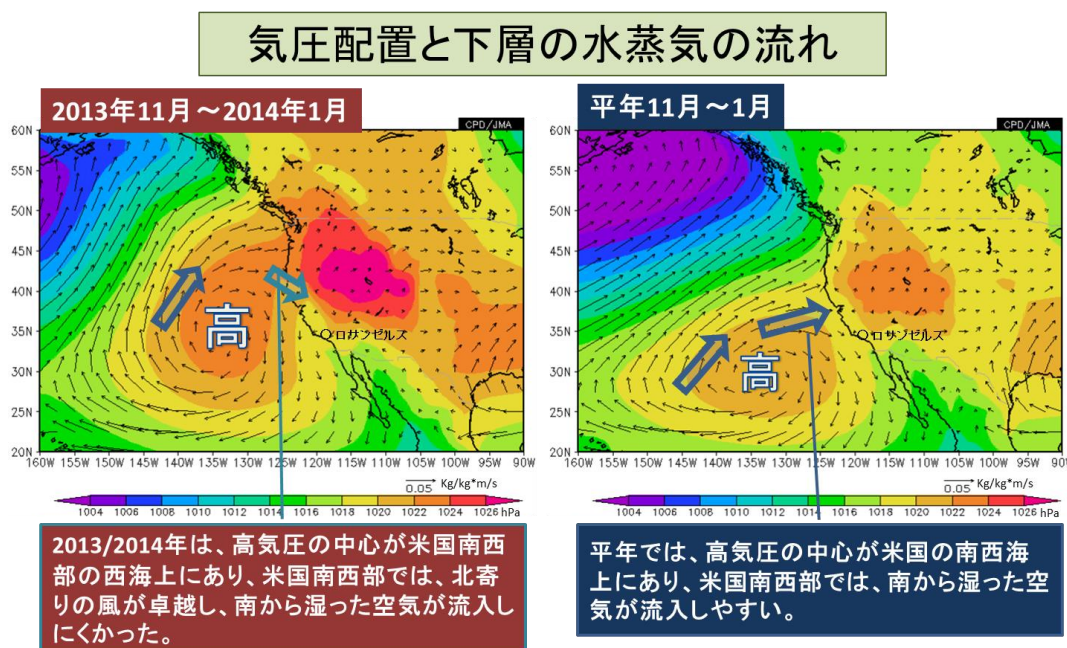 気圧配置と下層の水蒸気の流れ
2013年11月～2014年1月
CPD/JMA
60N
55N
50N
45N
40N
35N
30N
25N
20N
高
ロサンゼルス
160W 155W 150W 145W 140W 135W 130W 125W 120W 115W 110W 105W 100W 95W 90W
0.05 Kg/kg*m/s
1004 1006 1008 1010 1012 1014 1016 1018 1020 1022 1024 1026 hPa
2013/2014年は、高気圧の中心が米国南西
部の西海上にあり、米国南西部では、北寄
りの風が卓越し、南から湿った空気が流入し
にくかった。
平年11月～1月
CPD/JMA
60N
55N
50N
45N
40N
35N
30N
25N
20N
高
ロサンゼルス
160W 155W 150W 145W 140W 135W 130W 125W 120W 115W 110W 105W 100W 95W 90W
0.05 Kg/kg*m/s
1004 1006 1008 1010 1012 1014 1016 1018 1020 1022 1024 1026 hPa
平年では、高気圧の中心が米国の南西海
上にあり、米国南西部では、南から湿った空
気が流入しやすい。